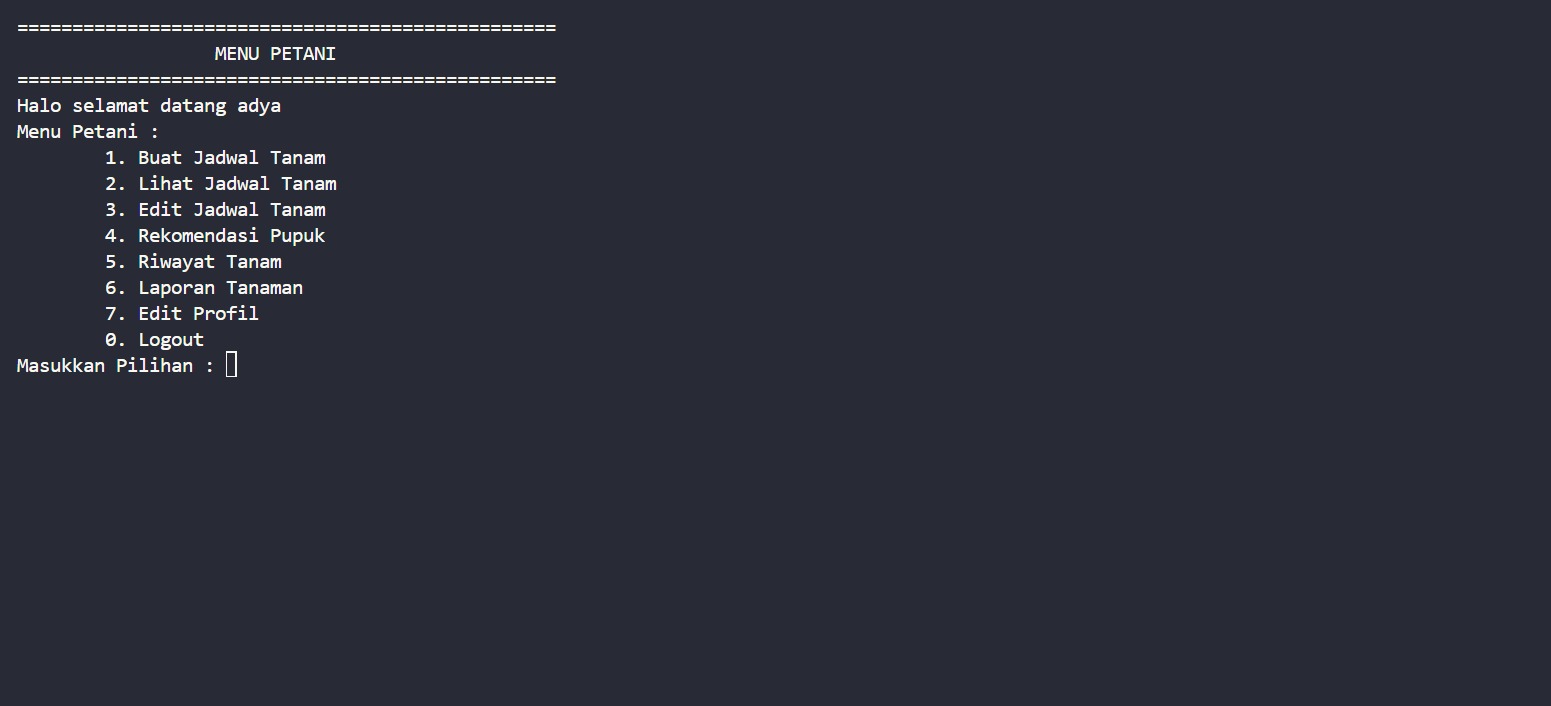 =================================================
MENU PETANI
=================================================
Halo selamat datang adya
Menu Petani :
1. Buat Jadwal Tanam
2. Lihat Jadwal Tanam
3. Edit Jadwal Tanam
4. Rekomendasi Pupuk
5. Riwayat Tanam
6. Laporan Tanaman
7. Edit Profil
0. Logout
Masukkan Pilihan :